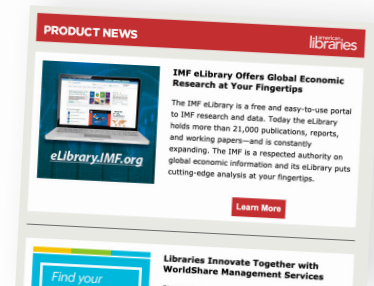 PRODUCT NEWS
american
libraries
IMF eLibrary Offers Global Economic
Research at Your Fingertips
The IMF eLibrary is a free and easy-to-use portal
to IMF research and data. Today the eLibrary
holds more than 21,000 publications, reports,
and working papers—and is constantly
expanding. The IMF is a respected authority on
global economic information and its eLibrary puts
cutting-edge analysis at your fingertips.
eLibrary.IMF.org
Learn More
Find your
Libraries Innovate Together with
WorldShare Management Services